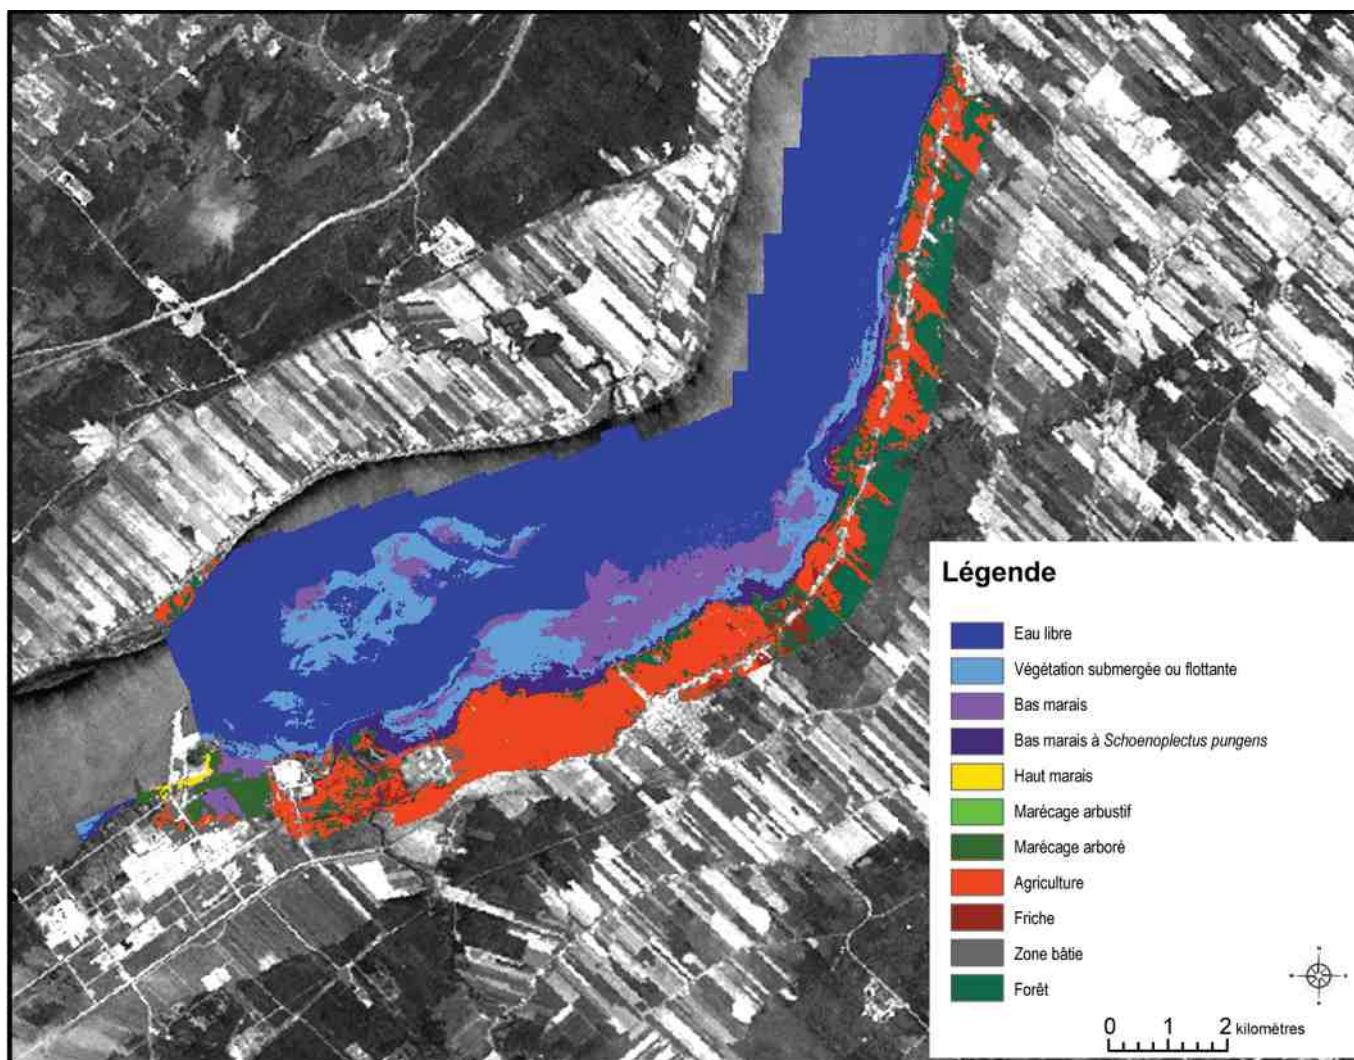 Légende
Eau libre
Végétation submergée ou flottante
Bas marais
Bas marais à Schoenoplectus pungens
Haut marais
Marécage arbustif
Marécage arboré
Agriculture
Friche
Zone bâtie
Forêt
0 1 2 kilomètres